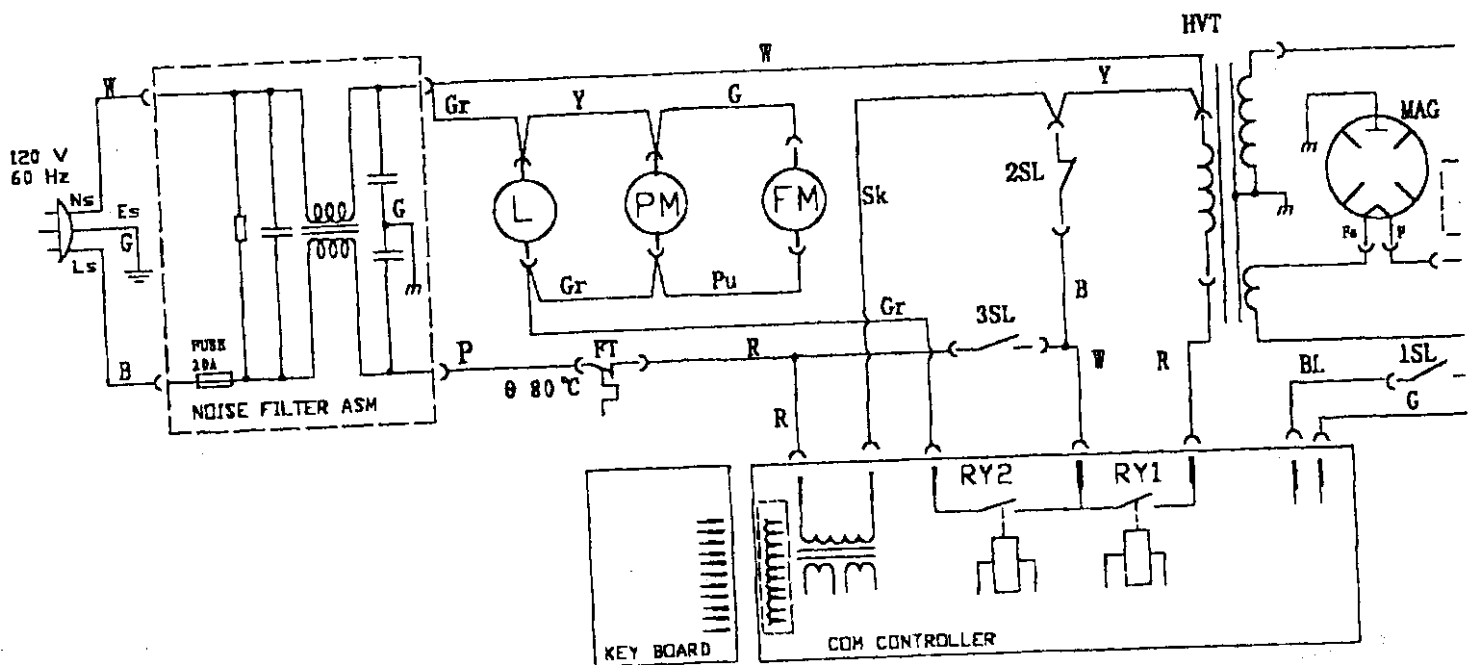 HVT
W
W
Gr
Y
G
Y
MAG
120 V
60 Hz
Ns
Es
G
Ls
G
L
PM
FM
Sk
2SL
Fa
F
Gr
Pu
Gr
B
3SL
B
FUSE
20A
P
FT
R
W
R
BL
1SL
G
θ 80 °C
NOISE FILTER ASM
R
RY2
RY1
KEY BOARD
COM CONTROLLER